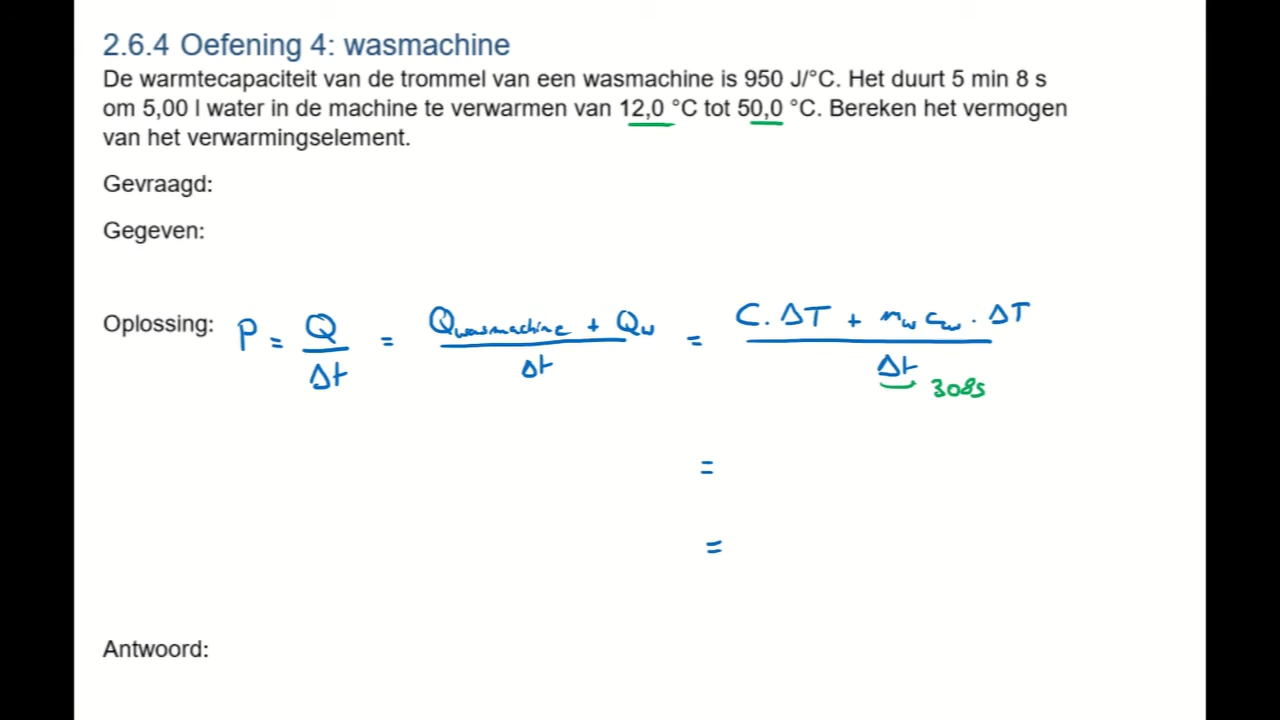 2.6.4 Oefening 4: wasmachine
De warmtecapaciteit van de trommel van een wasmachine is 950 J/°C. Het duurt 5 min 8 s
om 5,00 l water in de machine te verwarmen van 12,0 °C tot 50,0 °C. Bereken het vermogen
van het verwarmingselement.
Gevraagd:
Gegeven:
Oplossing: P = Q/Δt = (Qwasmachine + Qw)/Δt = (C.ΔT + mw cw . ΔT)/Δt
308s
=
=
Antwoord: